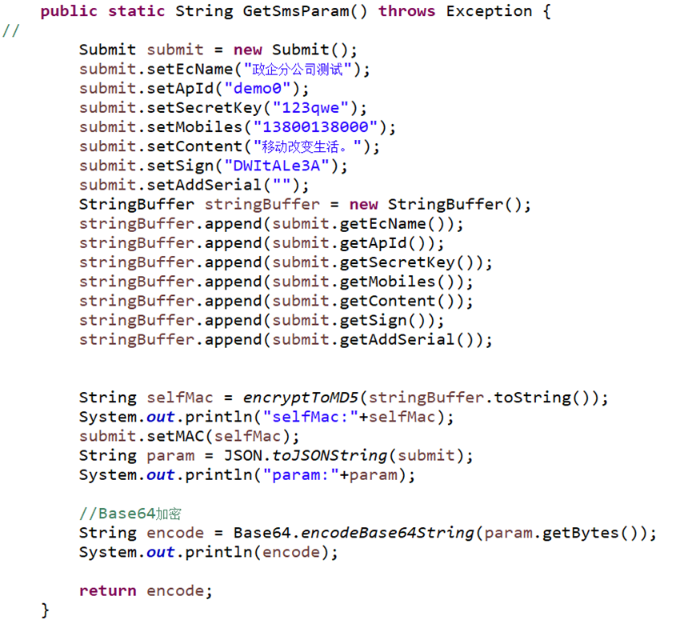 public static String GetSmsParam() throws Exception {
//
Submit submit = new Submit();
submit.setEcName("政企分公司测试");
submit.setApId("demo0");
submit.setSecretKey("123qwe");
submit.setMobiles("13800138000");
submit.setContent("移动改变生活。");
submit.setSign("DWItALe3A");
submit.setAddSerial("");
StringBuffer stringBuffer = new StringBuffer();
stringBuffer.append(submit.getEcName());
stringBuffer.append(submit.getApId());
stringBuffer.append(submit.getSecretKey());
stringBuffer.append(submit.getMobiles());
stringBuffer.append(submit.getContent());
stringBuffer.append(submit.getSign());
stringBuffer.append(submit.getAddSerial());
String selfMac = encryptToMD5(stringBuffer.toString());
System.out.println("selfMac:"+selfMac);
submit.setMAC(selfMac);
String param = JSON.toJSONString(submit);
System.out.println("param:"+param);
//Base64加密
String encode = Base64.encodeBase64String(param.getBytes());
System.out.println(encode);
return encode;
}